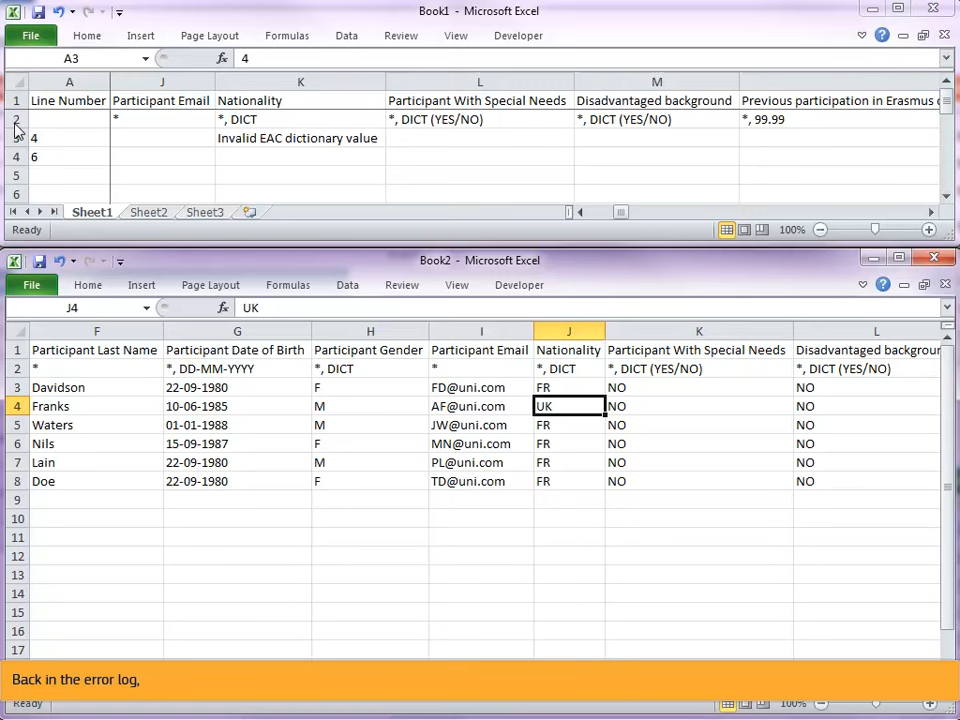 Book1 - Microsoft Excel
File Home Insert Page Layout Formulas Data Review View Developer
A3 fx 4
A J K L M
1 Line Number Participant Email Nationality Participant With Special Needs Disadvantaged background Previous participation in Erasmus
2 * *, DICT *, DICT (YES/NO) *, DICT (YES/NO) *, 99.99
3 4 Invalid EAC dictionary value
4 6
5
6
Sheet1 Sheet2 Sheet3
Ready 100%
Book2 - Microsoft Excel
File Home Insert Page Layout Formulas Data Review View Developer
J4 fx UK
F G H I J K L
1 Participant Last Name Participant Date of Birth Participant Gender Participant Email Nationality Participant With Special Needs Disadvantaged backgroun
2 * *, DD-MM-YYYY *, DICT * *, DICT *, DICT (YES/NO) *, DICT (YES/NO)
3 Davidson 22-09-1980 F FD@uni.com FR NO NO
4 Franks 10-06-1985 M AF@uni.com UK NO NO
5 Waters 01-01-1988 M JW@uni.com FR NO NO
6 Nils 15-09-1987 F MN@uni.com FR NO NO
7 Lain 22-09-1980 M PL@uni.com FR NO NO
8 Doe 22-09-1980 F TD@uni.com FR NO NO
9
10
11
12
13
14
15
16
17
Back in the error log,
Ready 100%